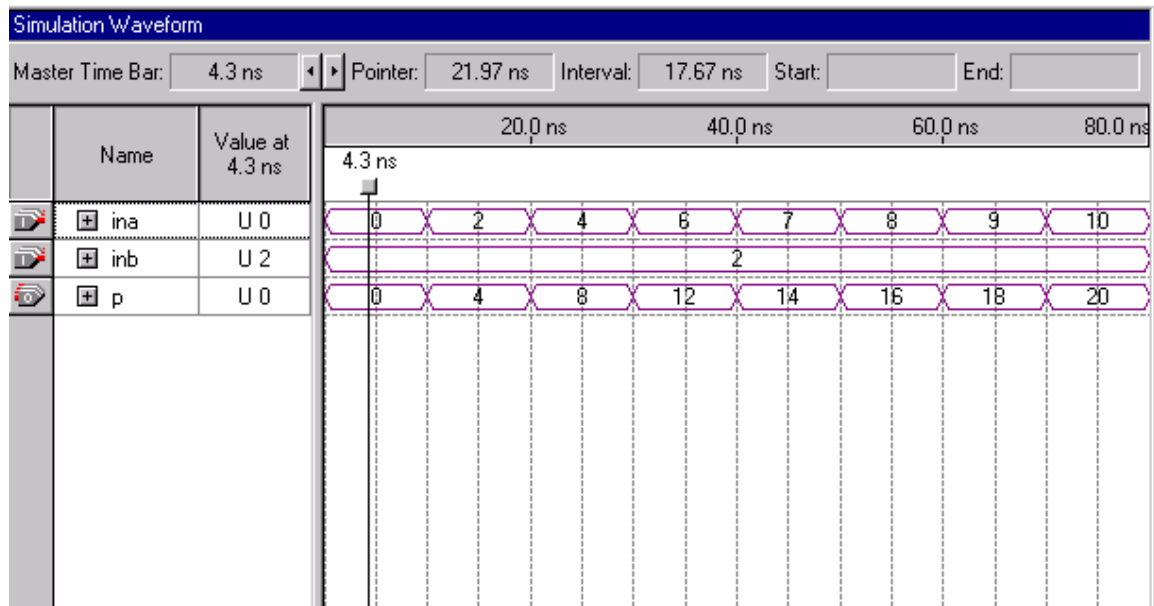 Simulation Waveform
Master Time Bar: 4.3 ns Pointer: 21.97 ns Interval: 17.67 ns Start: End:
Name Value at 4.3 ns 20.0 ns 40.0 ns 60.0 ns 80.0 ns
4.3 ns
ina U 0 0 2 4 6 7 8 9 10
inb U 2 2
p U 0 0 4 8 12 14 16 18 20